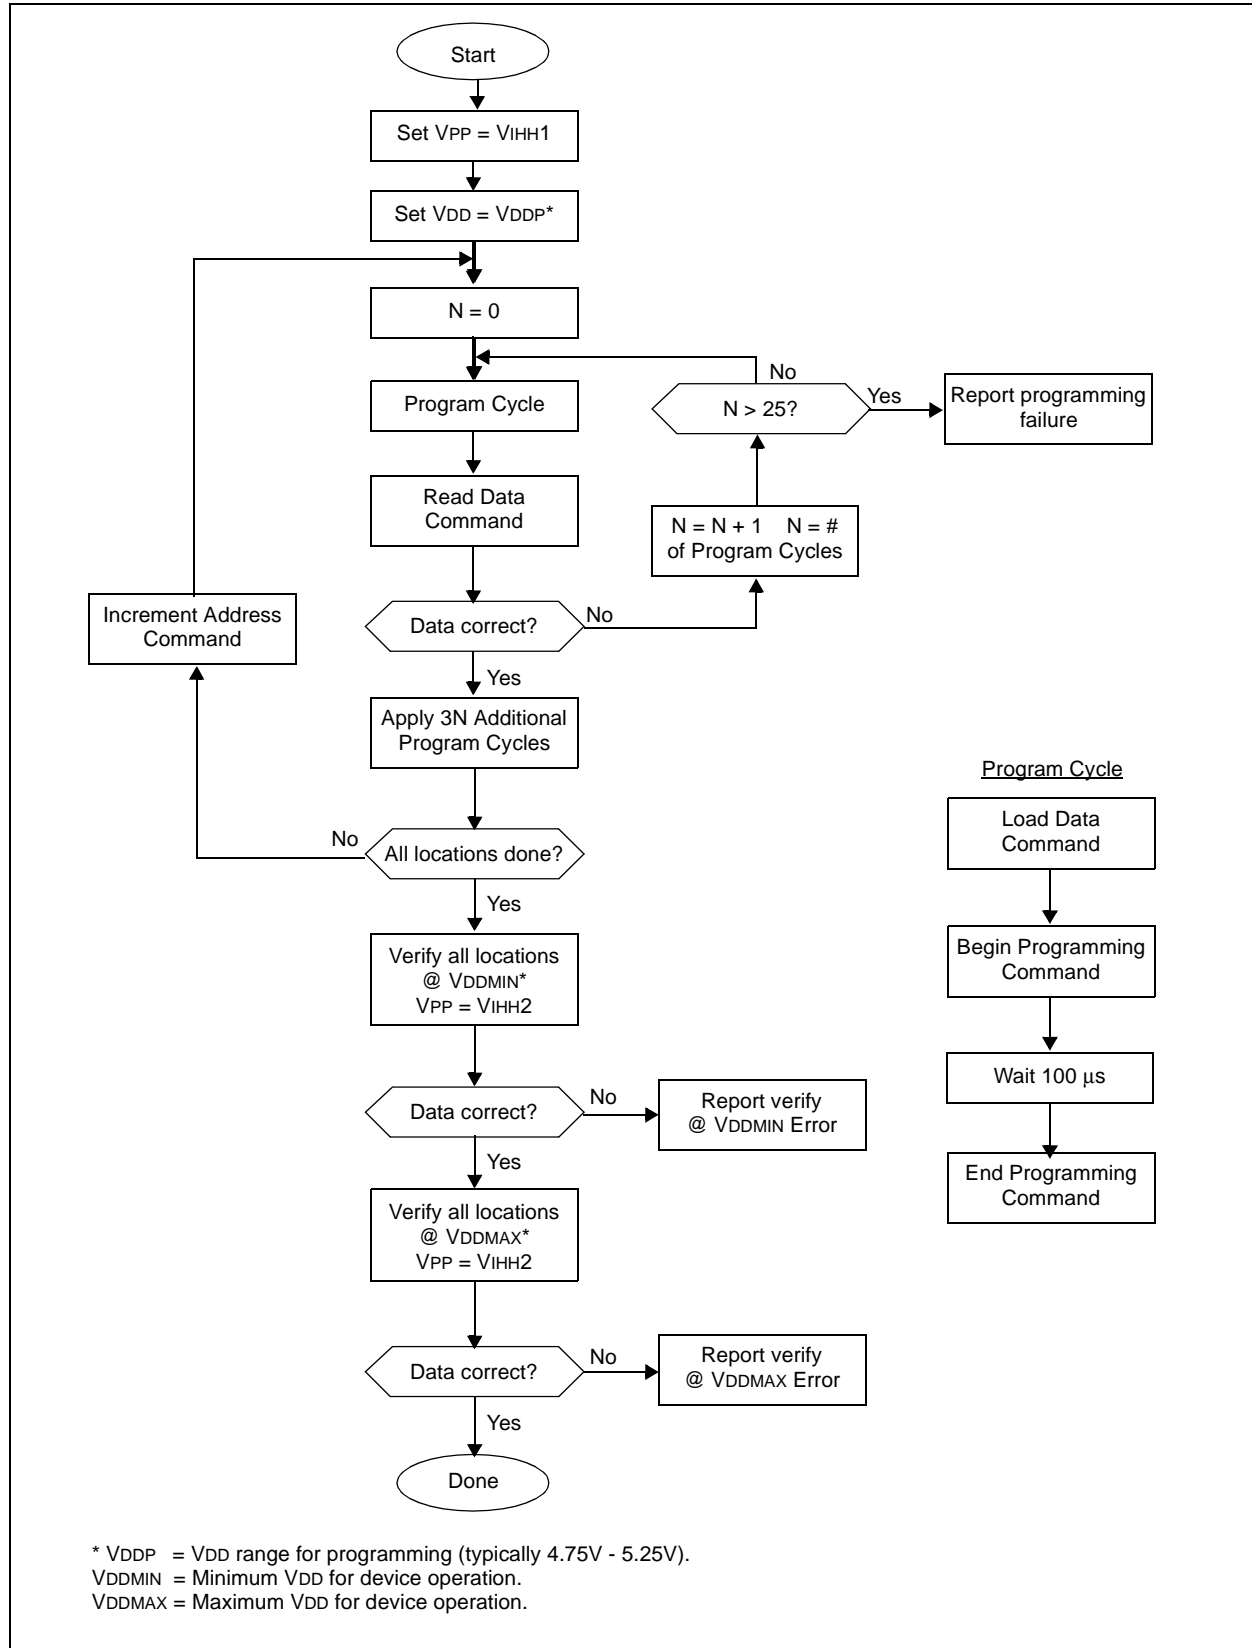 Start
Set VPP = VIHH1
Set VDD = VDDP*
N = 0
No
Program Cycle
N > 25?
Yes
Report programming
failure
Read Data
Command
N = N + 1 N = #
of Program Cycles
Increment Address
Command
Data correct?
No
Yes
Apply 3N Additional
Program Cycles
No
All locations done?
Yes
Verify all locations
@ VDDMIN*
VPP = VIHH2
Data correct?
No
Report verify
@ VDDMIN Error
Yes
Verify all locations
@ VDDMAX*
VPP = VIHH2
Data correct?
No
Report verify
@ VDDMAX Error
Yes
Done
Program Cycle
Load Data
Command
Begin Programming
Command
Wait 100 µs
End Programming
Command
* VDDP = VDD range for programming (typically 4.75V - 5.25V).
VDDMIN = Minimum VDD for device operation.
VDDMAX = Maximum VDD for device operation.